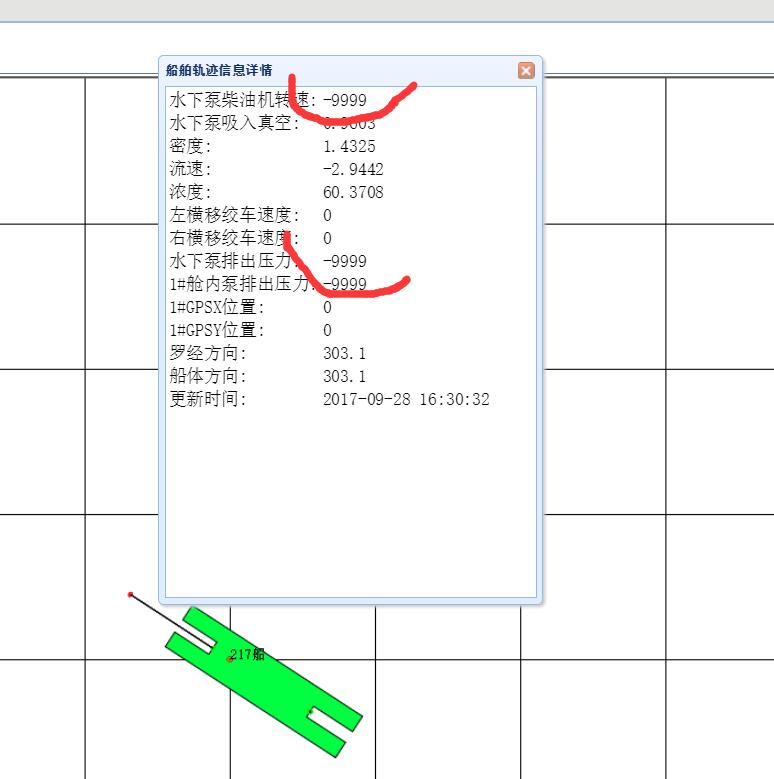 船舶轨迹信息详情
水下泵柴油机转速: -9999
水下泵吸入真空: 0.9603
密度: 1.4325
流速: -2.9442
浓度: 60.3708
左横移绞车速度: 0
右横移绞车速度: 0
水下泵排出压力: -9999
1#舱内泵排出压力: -9999
1#GPSX位置: 0
1#GPSY位置: 0
罗经方向: 303.1
船体方向: 303.1
更新时间: 2017-09-28 16:30:32
217船